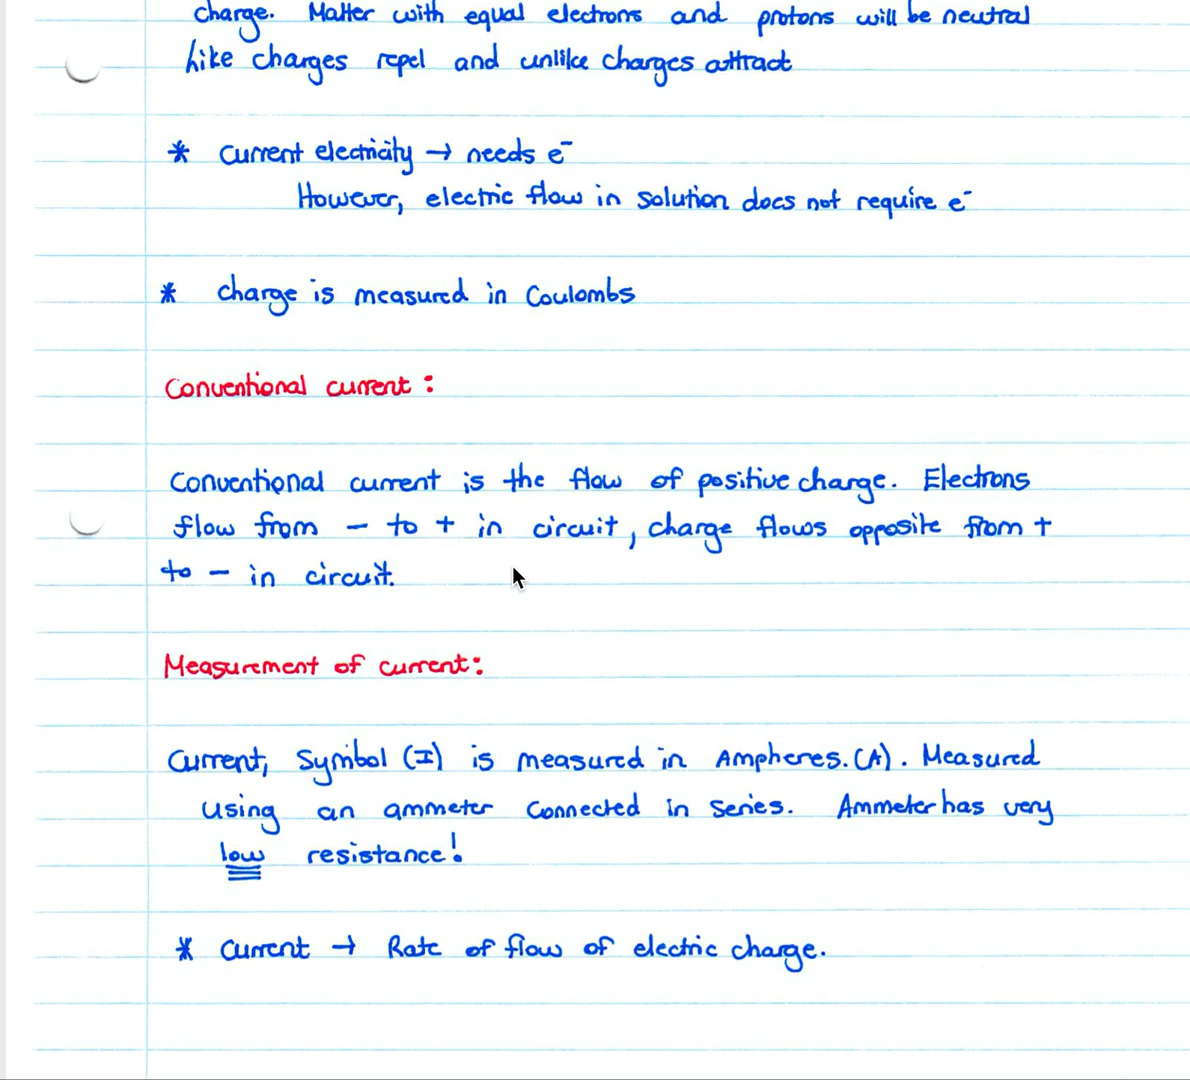 charge. Matter with equal electrons and protons will be neutral
Like charges repel and unlike charges attract
* Current electricity → needs e⁻
However, electric flow in solution does not require e⁻
* charge is measured in Coulombs
Conventional current :
Conventional current is the flow of positive charge. Electrons
flow from - to + in circuit, charge flows opposite from +
to - in circuit.
Measurement of current:
Current, Symbol (I) is measured in Ampheres. (A). Measured
using an ammeter connected in series. Ammeter has very
low resistance!
* Current → Rate of flow of electric charge.